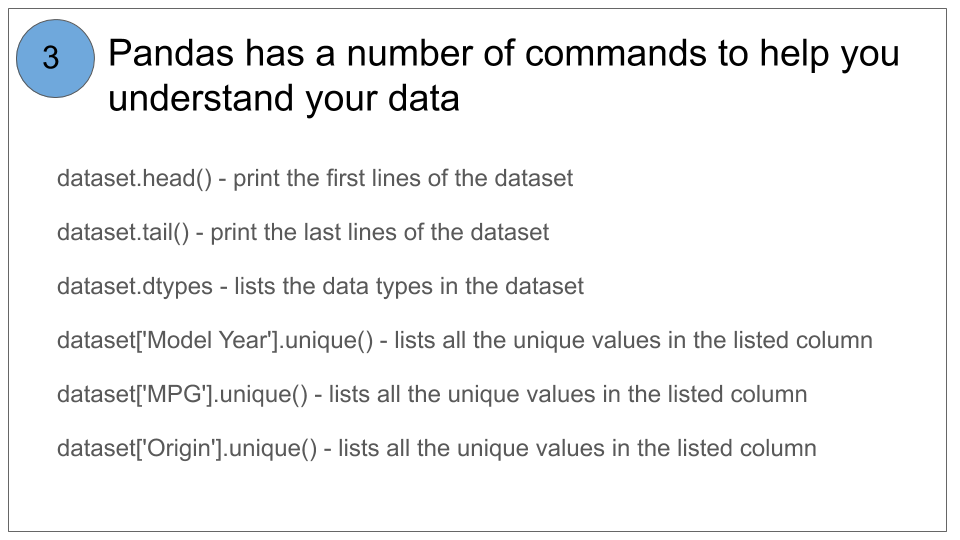 3
Pandas has a number of commands to help you
understand your data
dataset.head() - print the first lines of the dataset
dataset.tail() - print the last lines of the dataset
dataset.dtypes - lists the data types in the dataset
dataset['Model Year'].unique() - lists all the unique values in the listed column
dataset['MPG'].unique() - lists all the unique values in the listed column
dataset['Origin'].unique() - lists all the unique values in the listed column